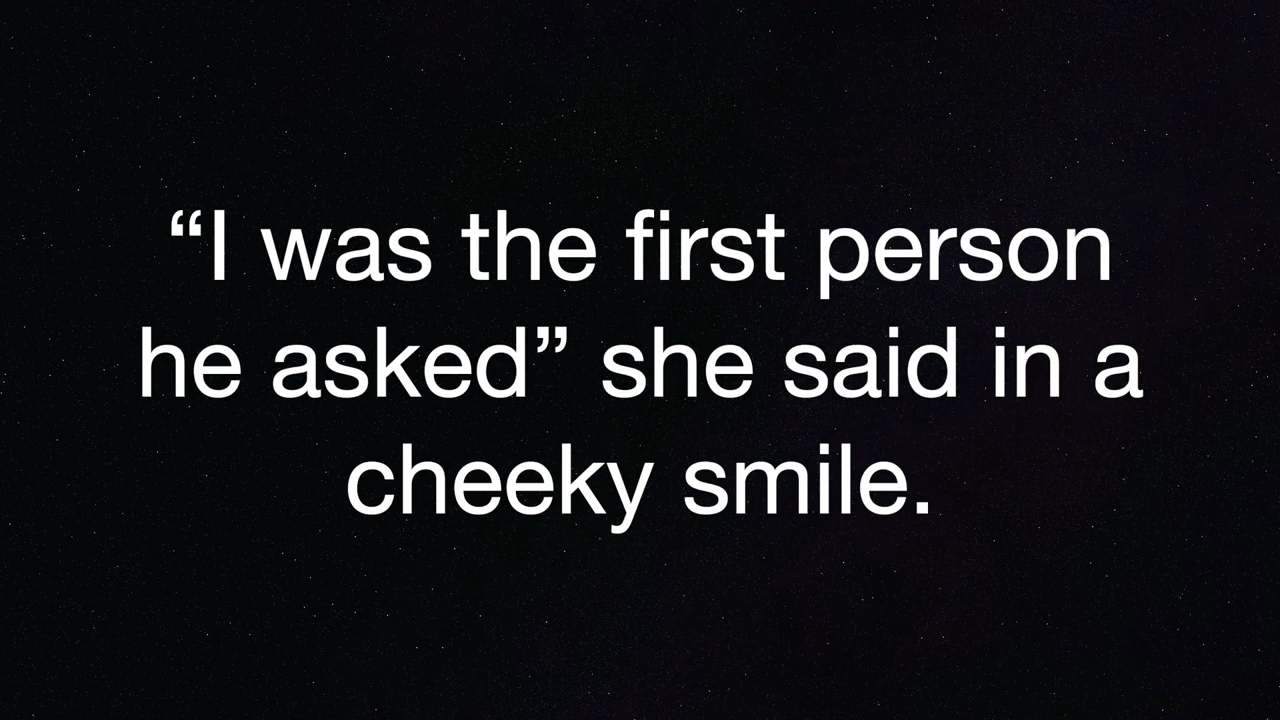 “I was the first person
he asked” she said in a
cheeky smile.